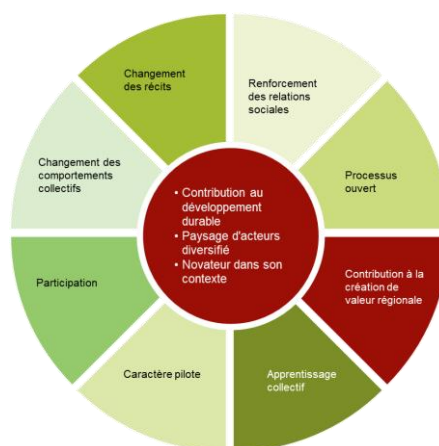 Changement
des récits
Renforcement
des relations
sociales
Changement des
comportements
collectifs
Processus
ouvert
• Contribution au
développement
durable
• Paysage d'acteurs
diversifié
• Novateur dans son
contexte
Participation
Contribution à la
création de
valeur régionale
Caractère pilote
Apprentissage
collectif